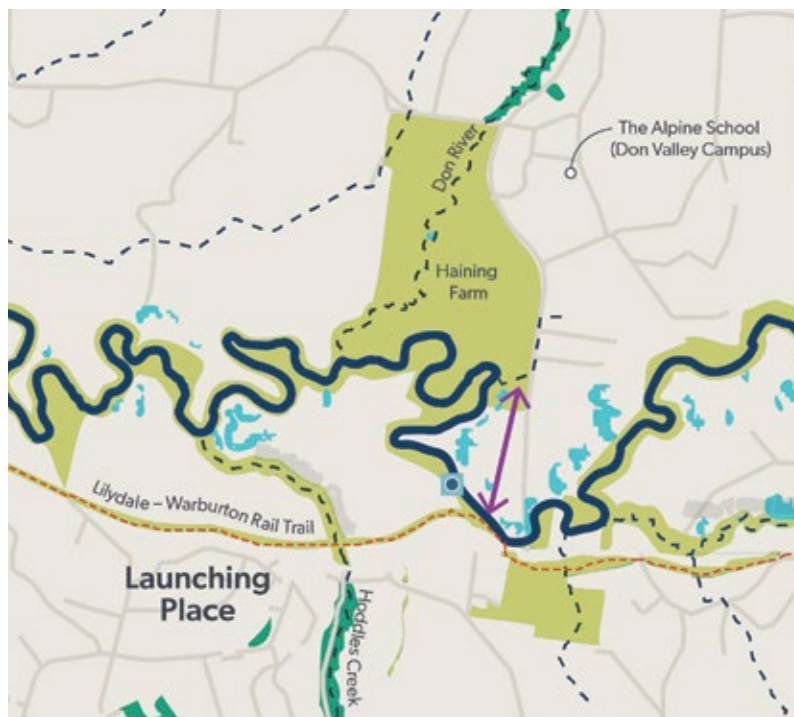 The Alpine School
(Don Valley Campus)
Don River
Haining
Farm
Lilydale – Warburton Rail Trail
Launching
Place
Hoddles Creek